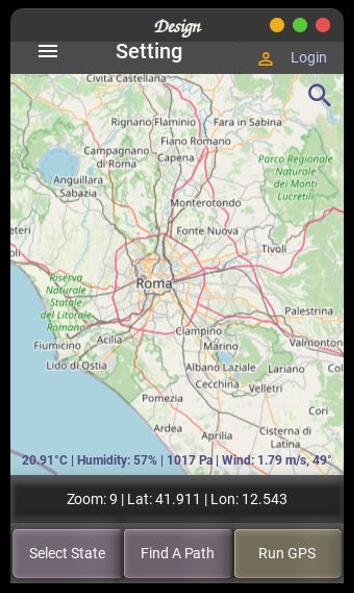 Design
Setting
Login
Civita Castellana
Rignano Flaminio
Fara in Sabina
Fiano Romano
Campagnano
di Roma
Capena
Parco Regionale
Naturale
dei Monti
Lucretili
Anguillara
Sabazia
Monterotondo
Fonte Nuova
Tivoli
Riserva
Naturale
Statale
del Litorale
Romano
Roma
Palestrina
Ciampino
Fiumicino
Acilia
Marino
Valmonton
Lido di Ostia
Albano Laziale
Lariano
Cecchina
Velletri
Pomezia
Cori
Ardea
Aprilia
Cisterna di
Latina
20.91°C | Humidity: 57% | 1017 Pa | Wind: 1.79 m/s, 49°
Zoom: 9 | Lat: 41.911 | Lon: 12.543
Select State
Find A Path
Run GPS